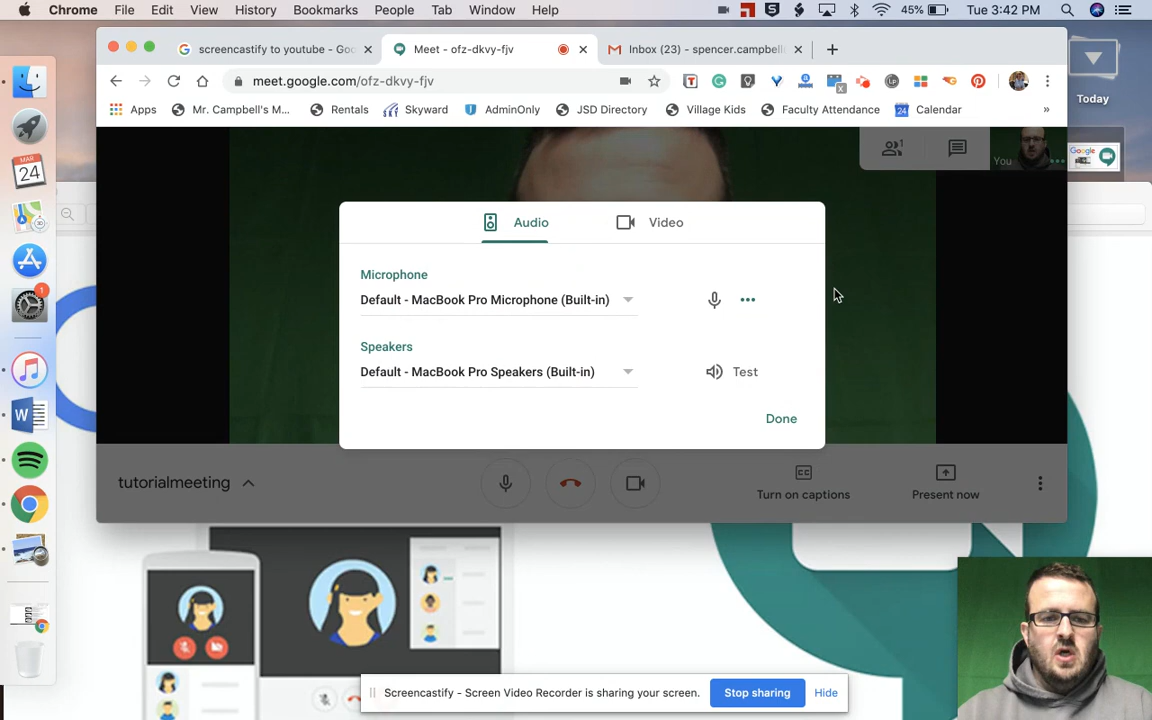 Chrome File Edit View History Bookmarks People Tab Window Help 45% Tue 3:42 PM
screencastify to youtube - Goo
Meet - ofz-dkvy-fjv
Inbox (23) - spencer.campbell
meet.google.com/ofz-dkvy-fjv
Apps Mr. Campbell's M... Rentals Skyward AdminOnly JSD Directory Village Kids Faculty Attendance Calendar »
Today
You
Audio Video
Microphone
Default - MacBook Pro Microphone (Built-in)
Speakers
Default - MacBook Pro Speakers (Built-in)
Test
Done
tutorialmeeting
CC
Turn on captions
Present now
MAR
24
1
Screencastify - Screen Video Recorder is sharing your screen.
Stop sharing
Hide